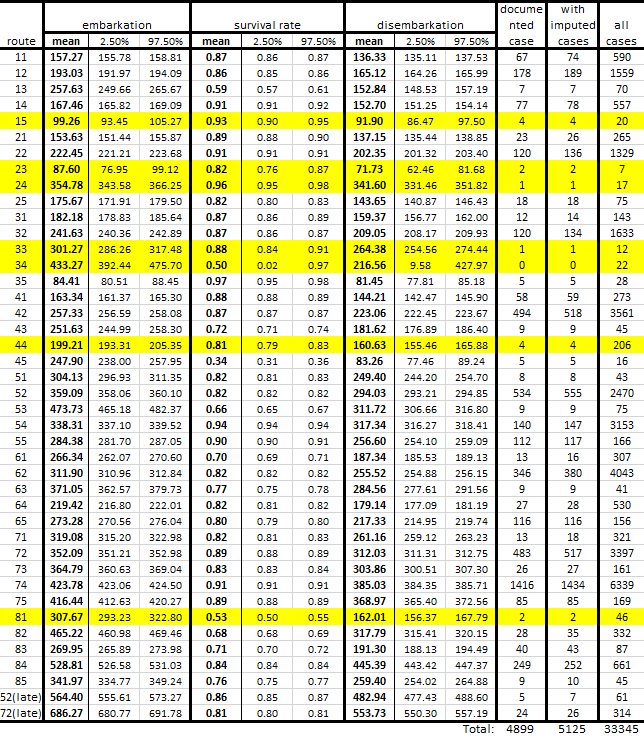 docume with
embarkation survival rate disembarkation nted imputed all
route mean 2.50% 97.50% mean 2.50% 97.50% mean 2.50% 97.50% case cases cases
11 157.27 155.78 158.81 0.87 0.86 0.87 136.33 135.11 137.53 67 74 590
12 193.03 191.97 194.09 0.86 0.85 0.86 165.12 164.26 165.99 178 189 1559
13 257.63 249.66 265.67 0.59 0.57 0.61 152.84 148.53 157.19 7 7 70
14 167.46 165.82 169.09 0.91 0.91 0.92 152.70 151.25 154.14 77 78 557
15 99.26 93.45 105.27 0.93 0.90 0.95 91.90 86.47 97.50 4 4 20
21 153.63 151.44 155.87 0.89 0.88 0.90 137.15 135.44 138.85 23 26 265
22 222.45 221.21 223.68 0.91 0.91 0.91 202.35 201.32 203.40 120 136 1329
23 87.60 76.95 99.12 0.82 0.76 0.87 71.73 62.46 81.68 2 2 7
24 354.78 343.58 366.25 0.96 0.95 0.98 341.60 331.46 351.82 1 1 17
25 175.67 171.91 179.50 0.82 0.80 0.83 143.65 140.87 146.43 18 18 75
31 182.18 178.83 185.64 0.87 0.86 0.89 159.37 156.77 162.00 12 14 143
32 241.63 240.36 242.89 0.87 0.86 0.87 209.05 208.17 209.93 120 134 1633
33 301.27 286.26 317.48 0.88 0.84 0.91 264.38 254.56 274.44 1 1 12
34 433.27 392.44 475.70 0.50 0.02 0.97 216.56 9.58 427.97 0 0 22
35 84.41 80.51 88.45 0.97 0.95 0.98 81.45 77.81 85.18 5 5 28
41 163.34 161.37 165.30 0.88 0.88 0.89 144.21 142.47 145.90 58 59 273
42 257.33 256.59 258.08 0.87 0.87 0.87 223.06 222.45 223.67 494 518 3561
43 251.63 244.99 258.30 0.72 0.71 0.74 181.62 176.89 186.40 9 9 45
44 199.21 193.31 205.35 0.81 0.79 0.83 160.63 155.46 165.88 4 4 206
45 247.90 238.00 257.95 0.34 0.31 0.36 83.26 77.46 89.24 5 5 16
51 304.13 296.93 311.35 0.82 0.81 0.83 249.40 244.20 254.70 8 8 43
52 359.09 358.06 360.10 0.82 0.82 0.82 294.03 293.21 294.85 534 555 2470
53 473.73 465.18 482.37 0.66 0.65 0.67 311.72 306.66 316.80 9 9 75
54 338.31 337.10 339.52 0.94 0.94 0.94 317.34 316.27 318.41 140 147 3153
55 284.38 281.70 287.05 0.90 0.90 0.91 256.60 254.10 259.09 112 117 166
61 266.34 262.07 270.60 0.70 0.69 0.71 187.34 185.53 189.13 13 16 307
62 311.90 310.96 312.84 0.82 0.82 0.82 255.52 254.88 256.15 346 380 4043
63 371.05 362.57 379.73 0.77 0.75 0.78 284.56 277.61 291.56 9 9 41
64 219.42 216.80 222.01 0.82 0.81 0.82 179.14 177.09 181.19 27 28 530
65 273.28 270.56 276.04 0.80 0.79 0.80 217.33 214.95 219.74 116 116 156
71 319.08 315.20 322.98 0.82 0.81 0.83 261.16 259.12 263.23 13 18 321
72 352.09 351.21 352.98 0.89 0.88 0.89 312.03 311.31 312.75 483 517 3397
73 364.79 360.63 369.04 0.83 0.83 0.84 303.86 300.51 307.30 26 27 161
74 423.78 423.06 424.50 0.91 0.91 0.91 385.03 384.35 385.71 1416 1434 6339
75 416.44 412.63 420.27 0.89 0.88 0.89 368.97 365.40 372.56 85 85 169
81 307.67 293.23 322.80 0.53 0.50 0.55 162.01 156.37 167.79 2 2 46
82 465.22 460.98 469.46 0.68 0.68 0.69 317.79 315.41 320.15 28 35 332
83 269.95 265.89 273.98 0.71 0.70 0.72 191.30 188.13 194.49 40 43 87
84 528.81 526.58 531.03 0.84 0.84 0.84 445.39 443.42 447.37 249 252 661
85 341.97 334.77 349.24 0.76 0.75 0.77 259.40 254.02 264.88 9 10 45
52(late) 564.40 555.61 573.27 0.86 0.85 0.87 482.94 477.43 488.60 5 7 61
72(late) 686.27 680.77 691.78 0.81 0.80 0.81 553.73 550.30 557.19 24 26 314
Total: 4899 5125 33345